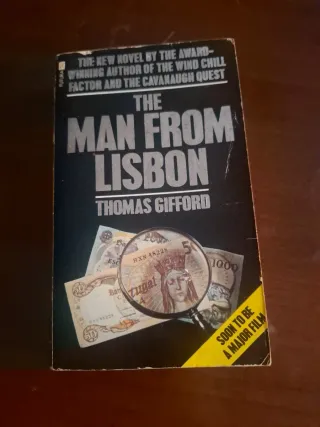 THE NEW NOVEL BY THE AWARD-
WINNING AUTHOR OF THE WIND CHILL
FACTOR AND THE CAVANAUGH QUEST
THE
MAN FROM
LISBON
THOMAS GIFFORD
SOON TO BE
A MAJOR FILM